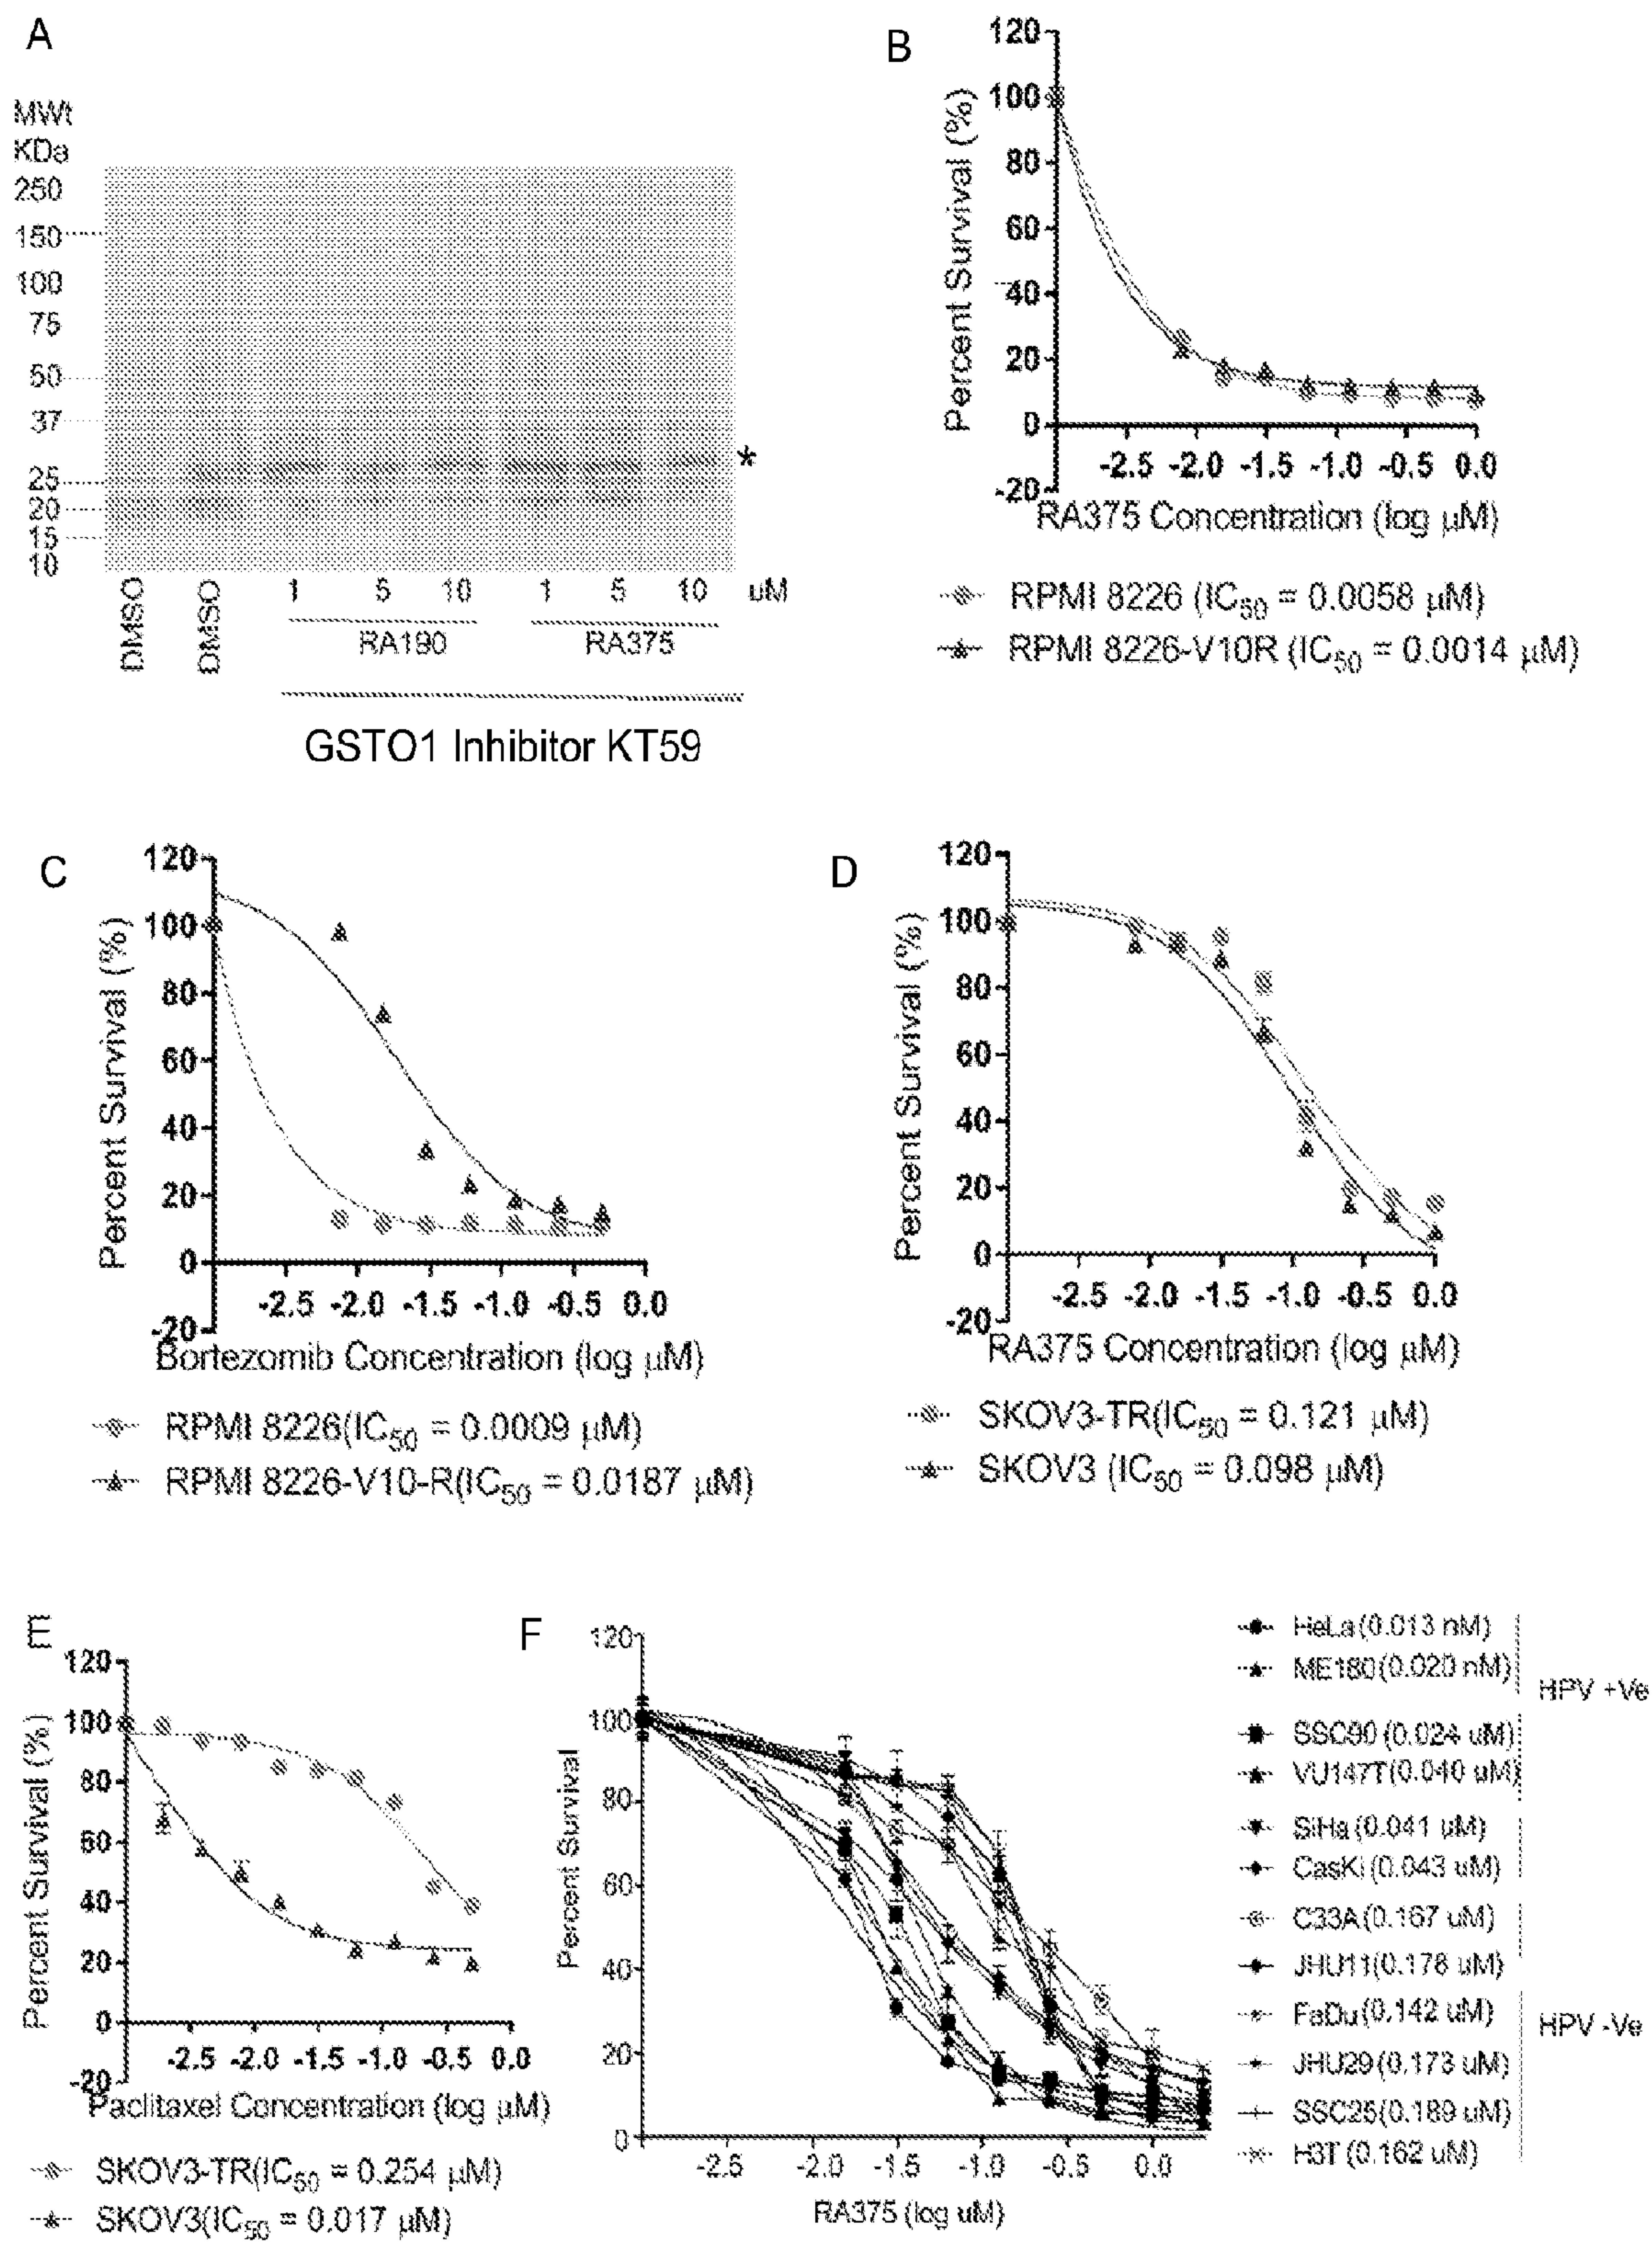 A
MWt
KDa
250
150
100
75
50
37
25
20
15
10
*
DMSO
DMSO
1 5 10 1 5 10 uM
RA190 RA375
GSTO1 Inhibitor KT59
B
Percent Survival (%)
120
100
80
60
40
20
0
-20
-2.5 -2.0 -1.5 -1.0 -0.5 0.0
RA375 Concentration (log µM)
RPMI 8226 (IC50 = 0.0058 µM)
RPMI 8226-V10R (IC50 = 0.0014 µM)
C
Percent Survival (%)
120
100
80
60
40
20
0
-20
-2.5 -2.0 -1.5 -1.0 -0.5 0.0
Bortezomib Concentration (log µM)
RPMI 8226(IC50 = 0.0009 µM)
RPMI 8226-V10-R(IC50 = 0.0187 µM)
D
Percent Survival (%)
120
100
80
60
40
20
0
-20
-2.5 -2.0 -1.5 -1.0 -0.5 0.0
RA375 Concentration (log µM)
SKOV3-TR(IC50 = 0.121 µM)
SKOV3 (IC50 = 0.098 µM)
E
Percent Survival (%)
120
100
80
60
40
20
0
-20
-2.5 -2.0 -1.5 -1.0 -0.5 0.0
Paclitaxel Concentration (log µM)
SKOV3-TR(IC50 = 0.254 µM)
SKOV3(IC50 = 0.017 µM)
F
Percent Survival
120
100
80
60
40
20
0
-2.5 -2.0 -1.5 -1.0 -0.5 0.0
RA375 (log uM)
HeLa(0.013 nM)
ME180(0.020 nM)
HPV +Ve
SSC90 (0.024 uM)
VU147T(0.040 uM)
SiHa (0.041 uM)
CasKi (0.043 uM)
C33A(0.167 uM)
JHU11(0.178 uM)
FaDu(0.142 uM)
HPV -Ve
JHU29(0.173 uM)
SSC25(0.189 uM)
H3T (0.162 uM)